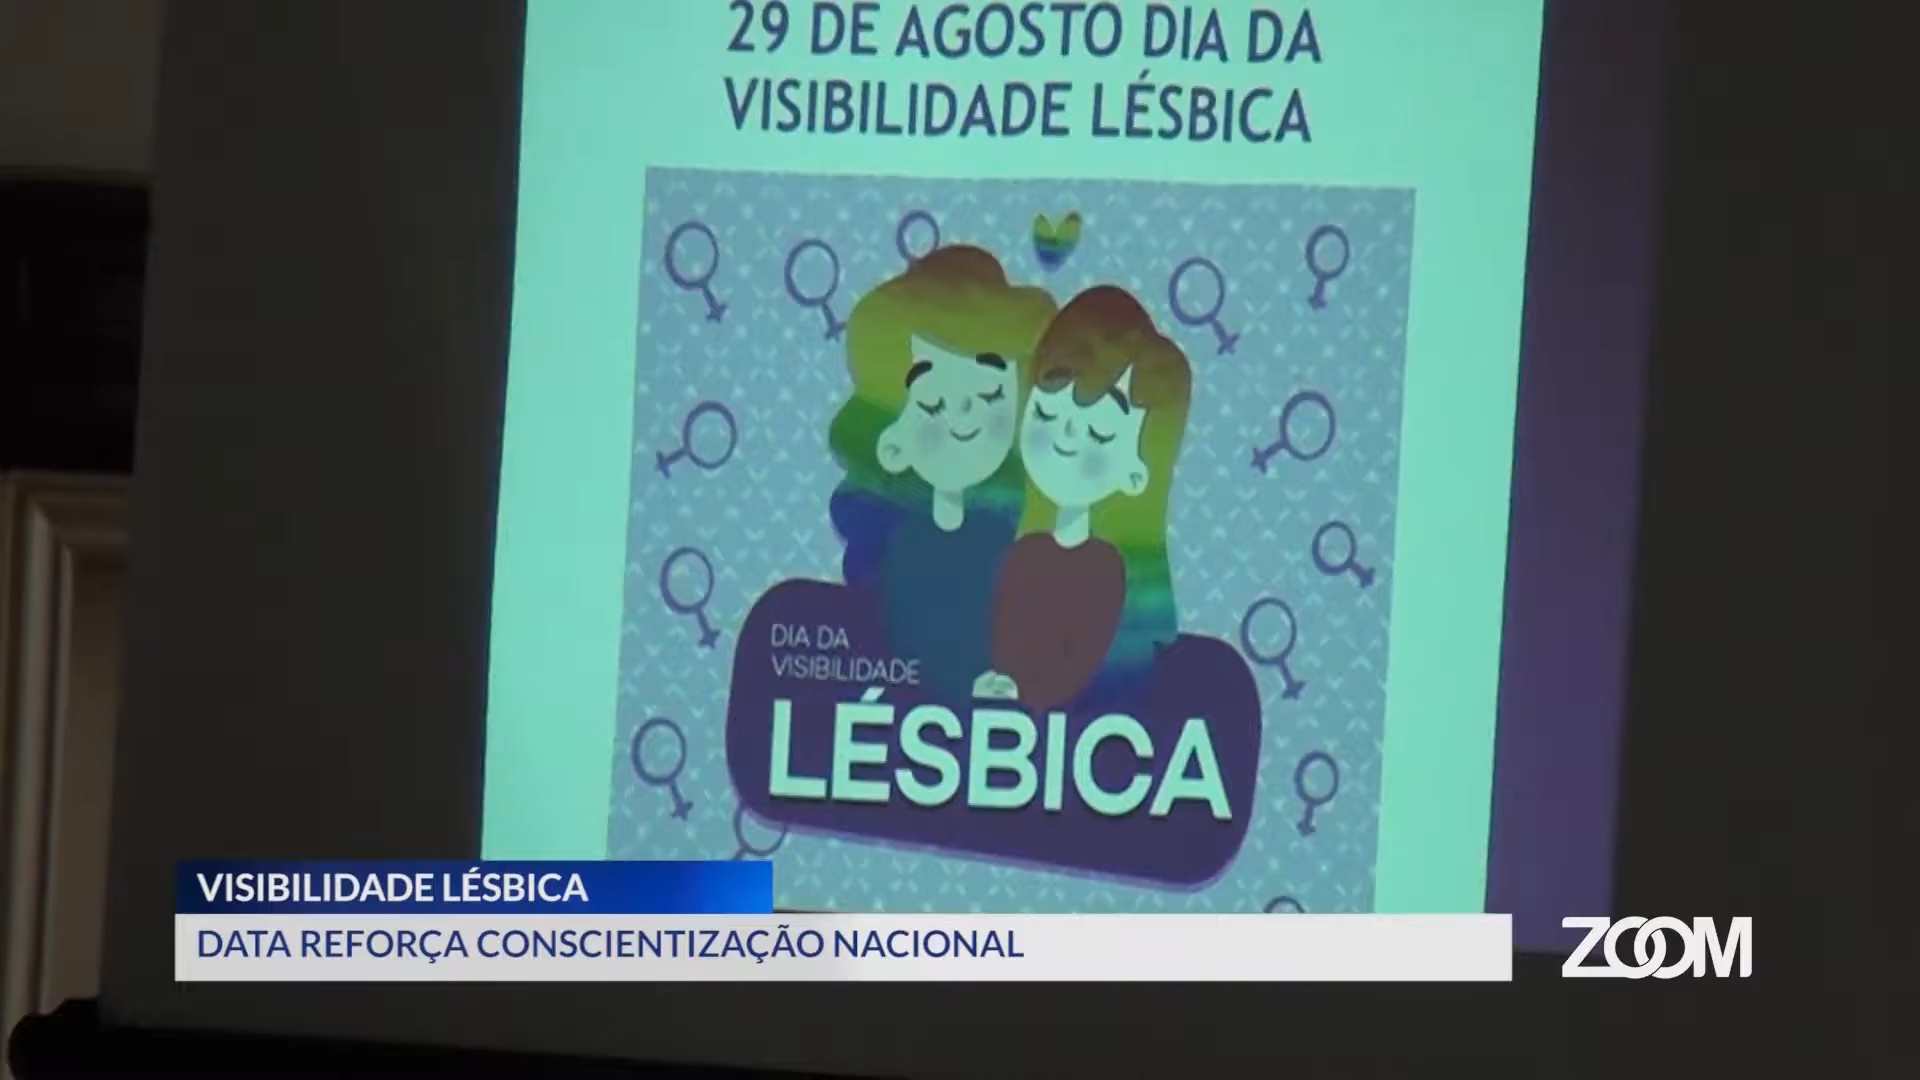 29 DE AGOSTO DIA DA
VISIBILIDADE LÉSBICA
DIA DA
VISIBILIDADE
LÉSBICA
VISIBILIDADE LÉSBICA
DATA REFORÇA CONSCIENTIZAÇÃO NACIONAL
ZOOM